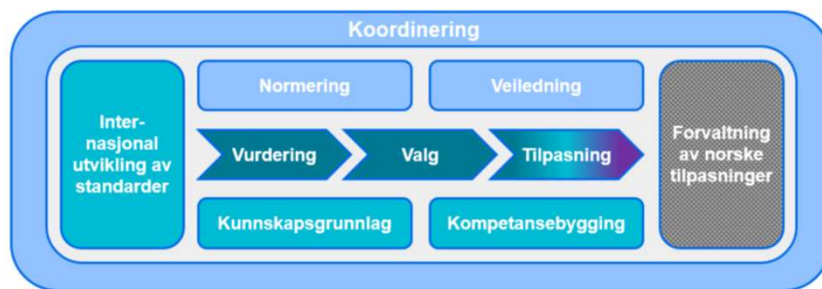 Koordinering
Inter-
nasjonal
utvikling av
standarder
Normering
Veiledning
Vurdering
Valg
Tilpasning
Kunnskapsgrunnlag
Kompetansebygging
Forvaltning
av norske
tilpasninger